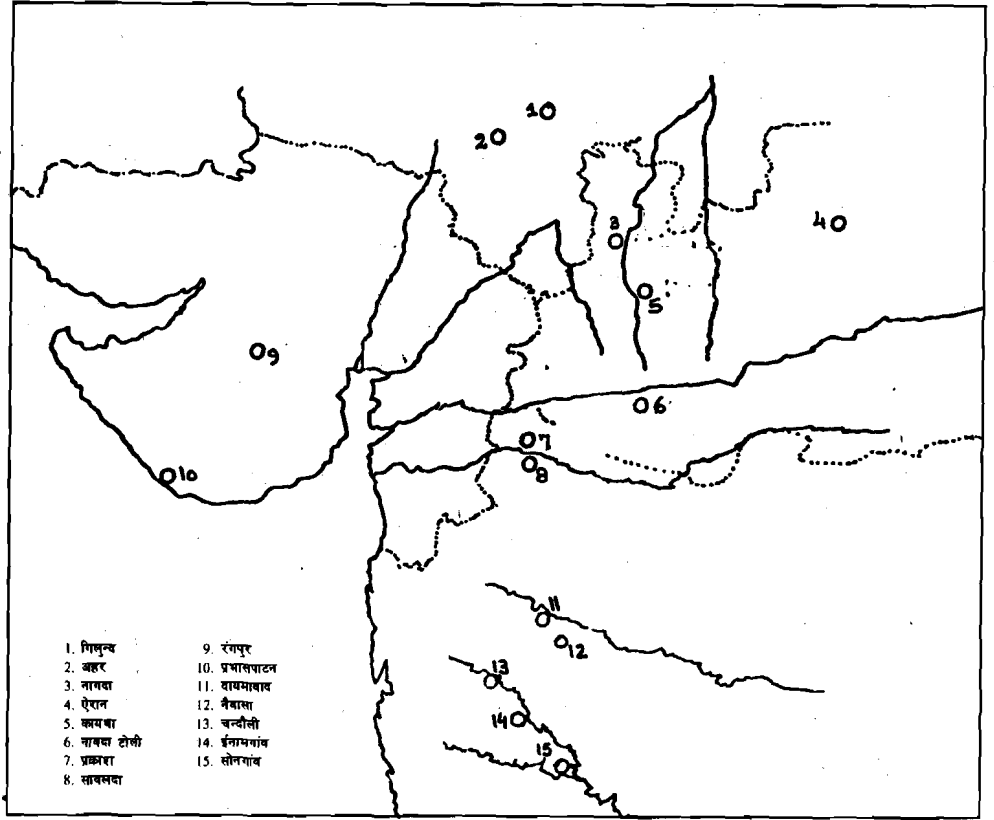 1
2
3
4
5
6
7
8
9
10
11
12
13
14
15
1. गिलुन्द
2. अहर
3. नागदा
4. ऐरान
5. कायथा
6. नावदा टोली
7. प्रकाश
8. सावलदा
9. रंगपुर
10. प्रभासपाटन
11. दायमाबाद
12. नैवासा
13. चन्दौली
14. ईनामगांव
15. सोनगांव